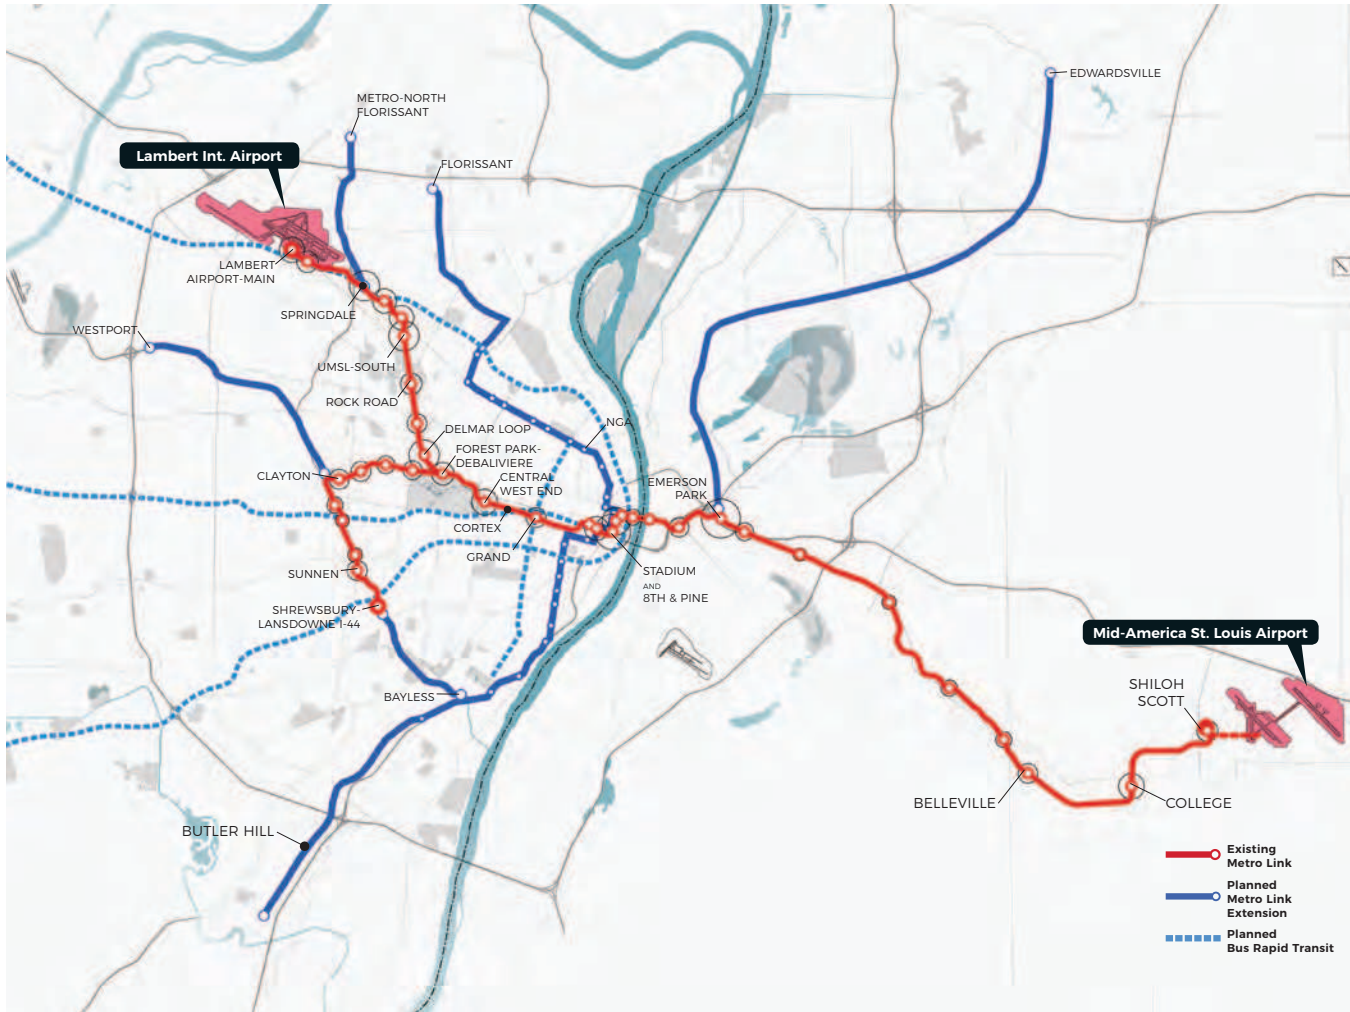 EDWARDSVILLE
METRO-NORTH
FLORISSANT
Lambert Int. Airport
FLORISSANT
LAMBERT
AIRPORT-MAIN
SPRINGDALE
WESTPORT
UMSL-SOUTH
ROCK ROAD
DELMAR LOOP
NGA
FOREST PARK-
DEBALIVIERE
CLAYTON
CENTRAL
WEST END
EMERSON
PARK
CORTEX
GRAND
SUNNEN
STADIUM
AND
8TH & PINE
SHREWSBURY-
LANSDOWNE I-44
Mid-America St. Louis Airport
BAYLESS
SHILOH
SCOTT
BELLEVILLE
COLLEGE
BUTLER HILL
Existing
Metro Link
Planned
Metro Link
Extension
Planned
Bus Rapid Transit